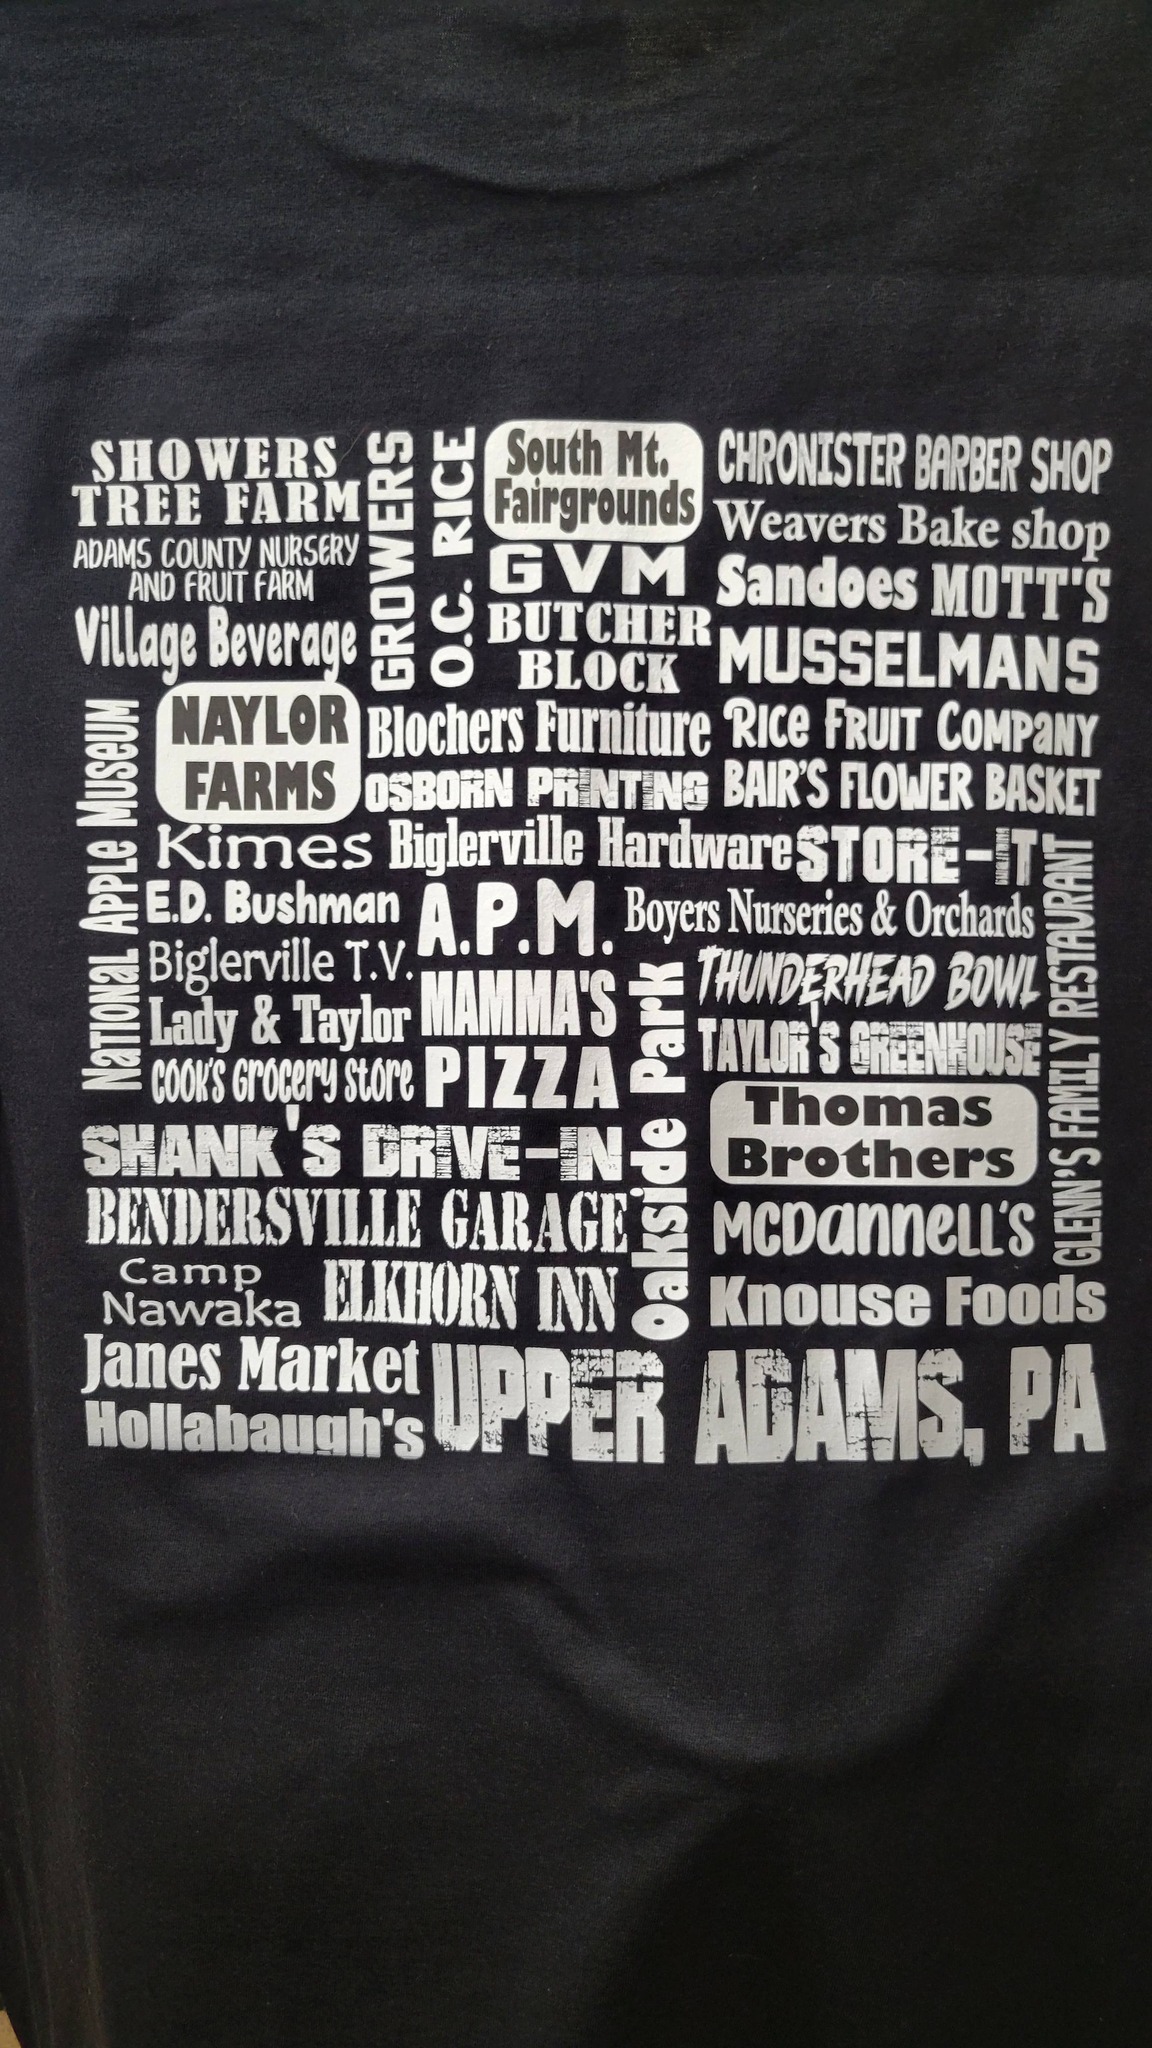 SHOWERS
TREE FARM
ADAMS COUNTY NURSERY
AND FRUIT FARM
Village Beverage
GROWERS
O.C. RICE
South Mt.
Fairgrounds
GVM
BUTCHER
BLOCK
CHRONISTER BARBER SHOP
Weavers Bake shop
Sandoes MOTT'S
MUSSELMANS
National Apple Museum
NAYLOR
FARMS
Blochers Furniture
OSBORN PRINTING
Rice Fruit Company
BAIR'S FLOWER BASKET
Kimes
Biglerville Hardware
STORE-IT
E.D. Bushman
Biglerville T.V.
Lady & Taylor
Cook's Grocery Store
A.P.M.
MAMMA'S
PIZZA
Boyers Nurseries & Orchards
THUNDERHEAD BOWL
TAYLOR'S GREENHOUSE
Thomas
Brothers
GLENN'S FAMILY RESTAURANT
Oakside Park
SHANK'S DRIVE-IN
BENDERSVILLE GARAGE
McDannell's
Camp
Nawaka
ELKHORN INN
Knouse Foods
Janes Market
Hollabaugh's
UPPER ADAMS, PA